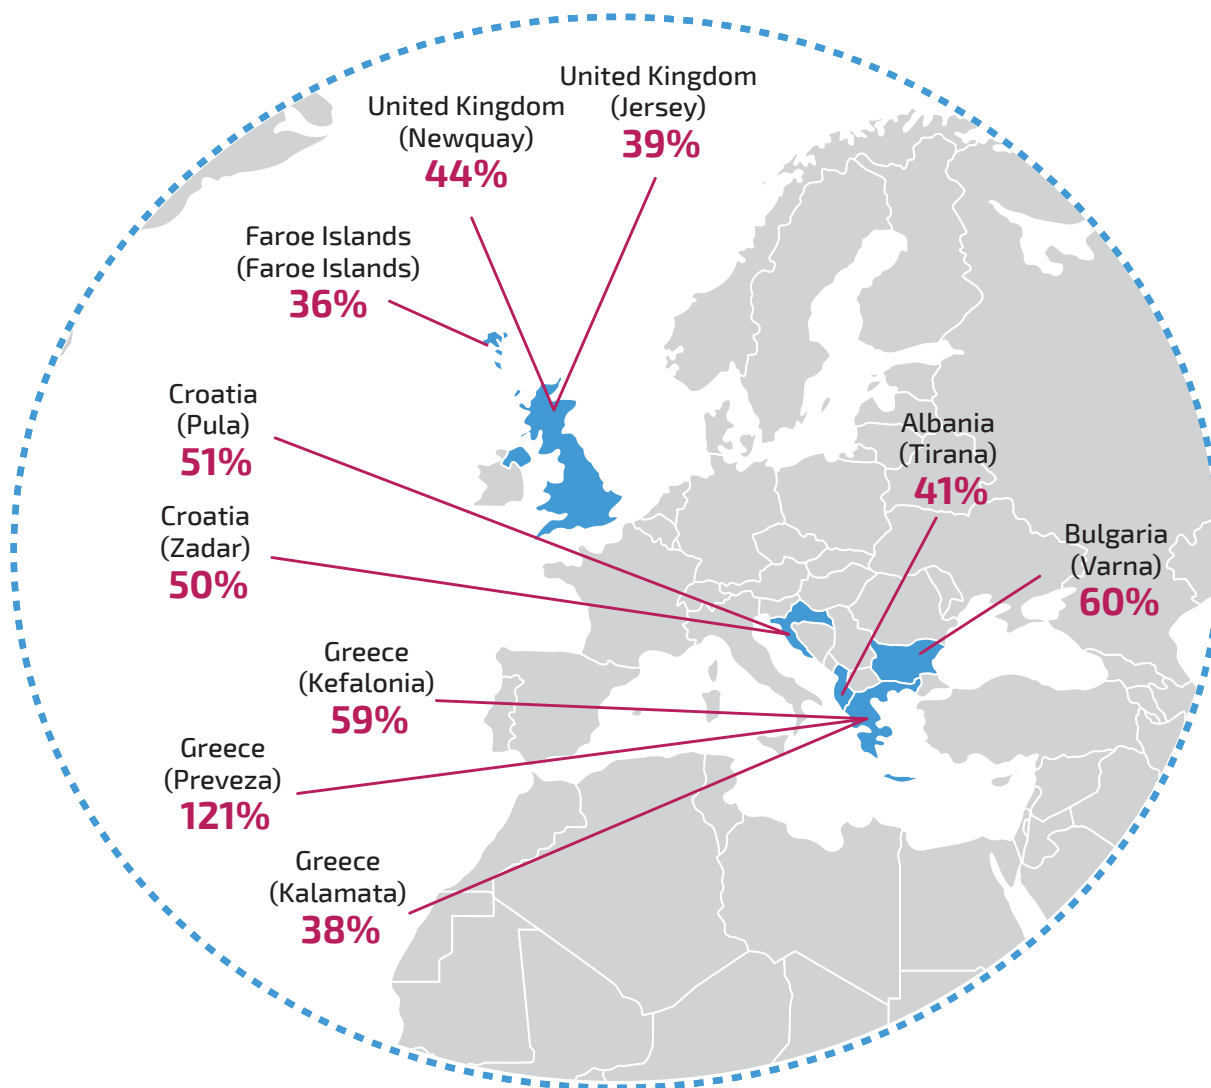 United Kingdom
(Jersey)
39%
United Kingdom
(Newquay)
44%
Faroe Islands
(Faroe Islands)
36%
Croatia
(Pula)
51%
Albania
(Tirana)
41%
Croatia
(Zadar)
50%
Bulgaria
(Varna)
60%
Greece
(Kefalonia)
59%
Greece
(Preveza)
121%
Greece
(Kalamata)
38%